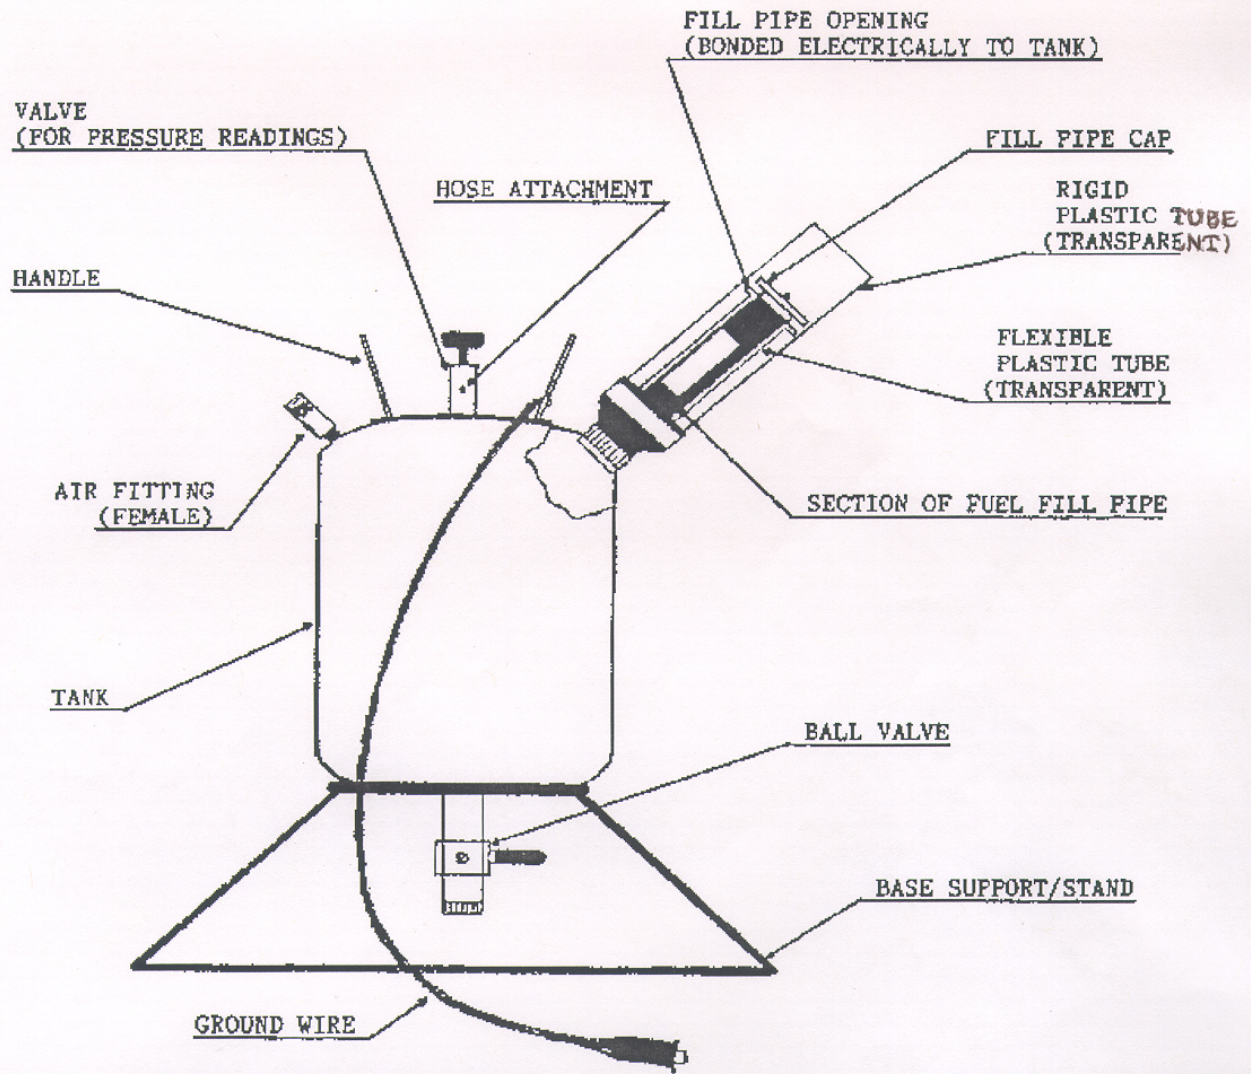 FILL PIPE OPENING
(BONDED ELECTRICALLY TO TANK)
VALVE
(FOR PRESSURE READINGS)
FILL PIPE CAP
HOSE ATTACHMENT
RIGID
PLASTIC TUBE
(TRANSPARENT)
HANDLE
FLEXIBLE
PLASTIC TUBE
(TRANSPARENT)
AIR FITTING
(FEMALE)
SECTION OF FUEL FILL PIPE
TANK
BALL VALVE
BASE SUPPORT/STAND
GROUND WIRE